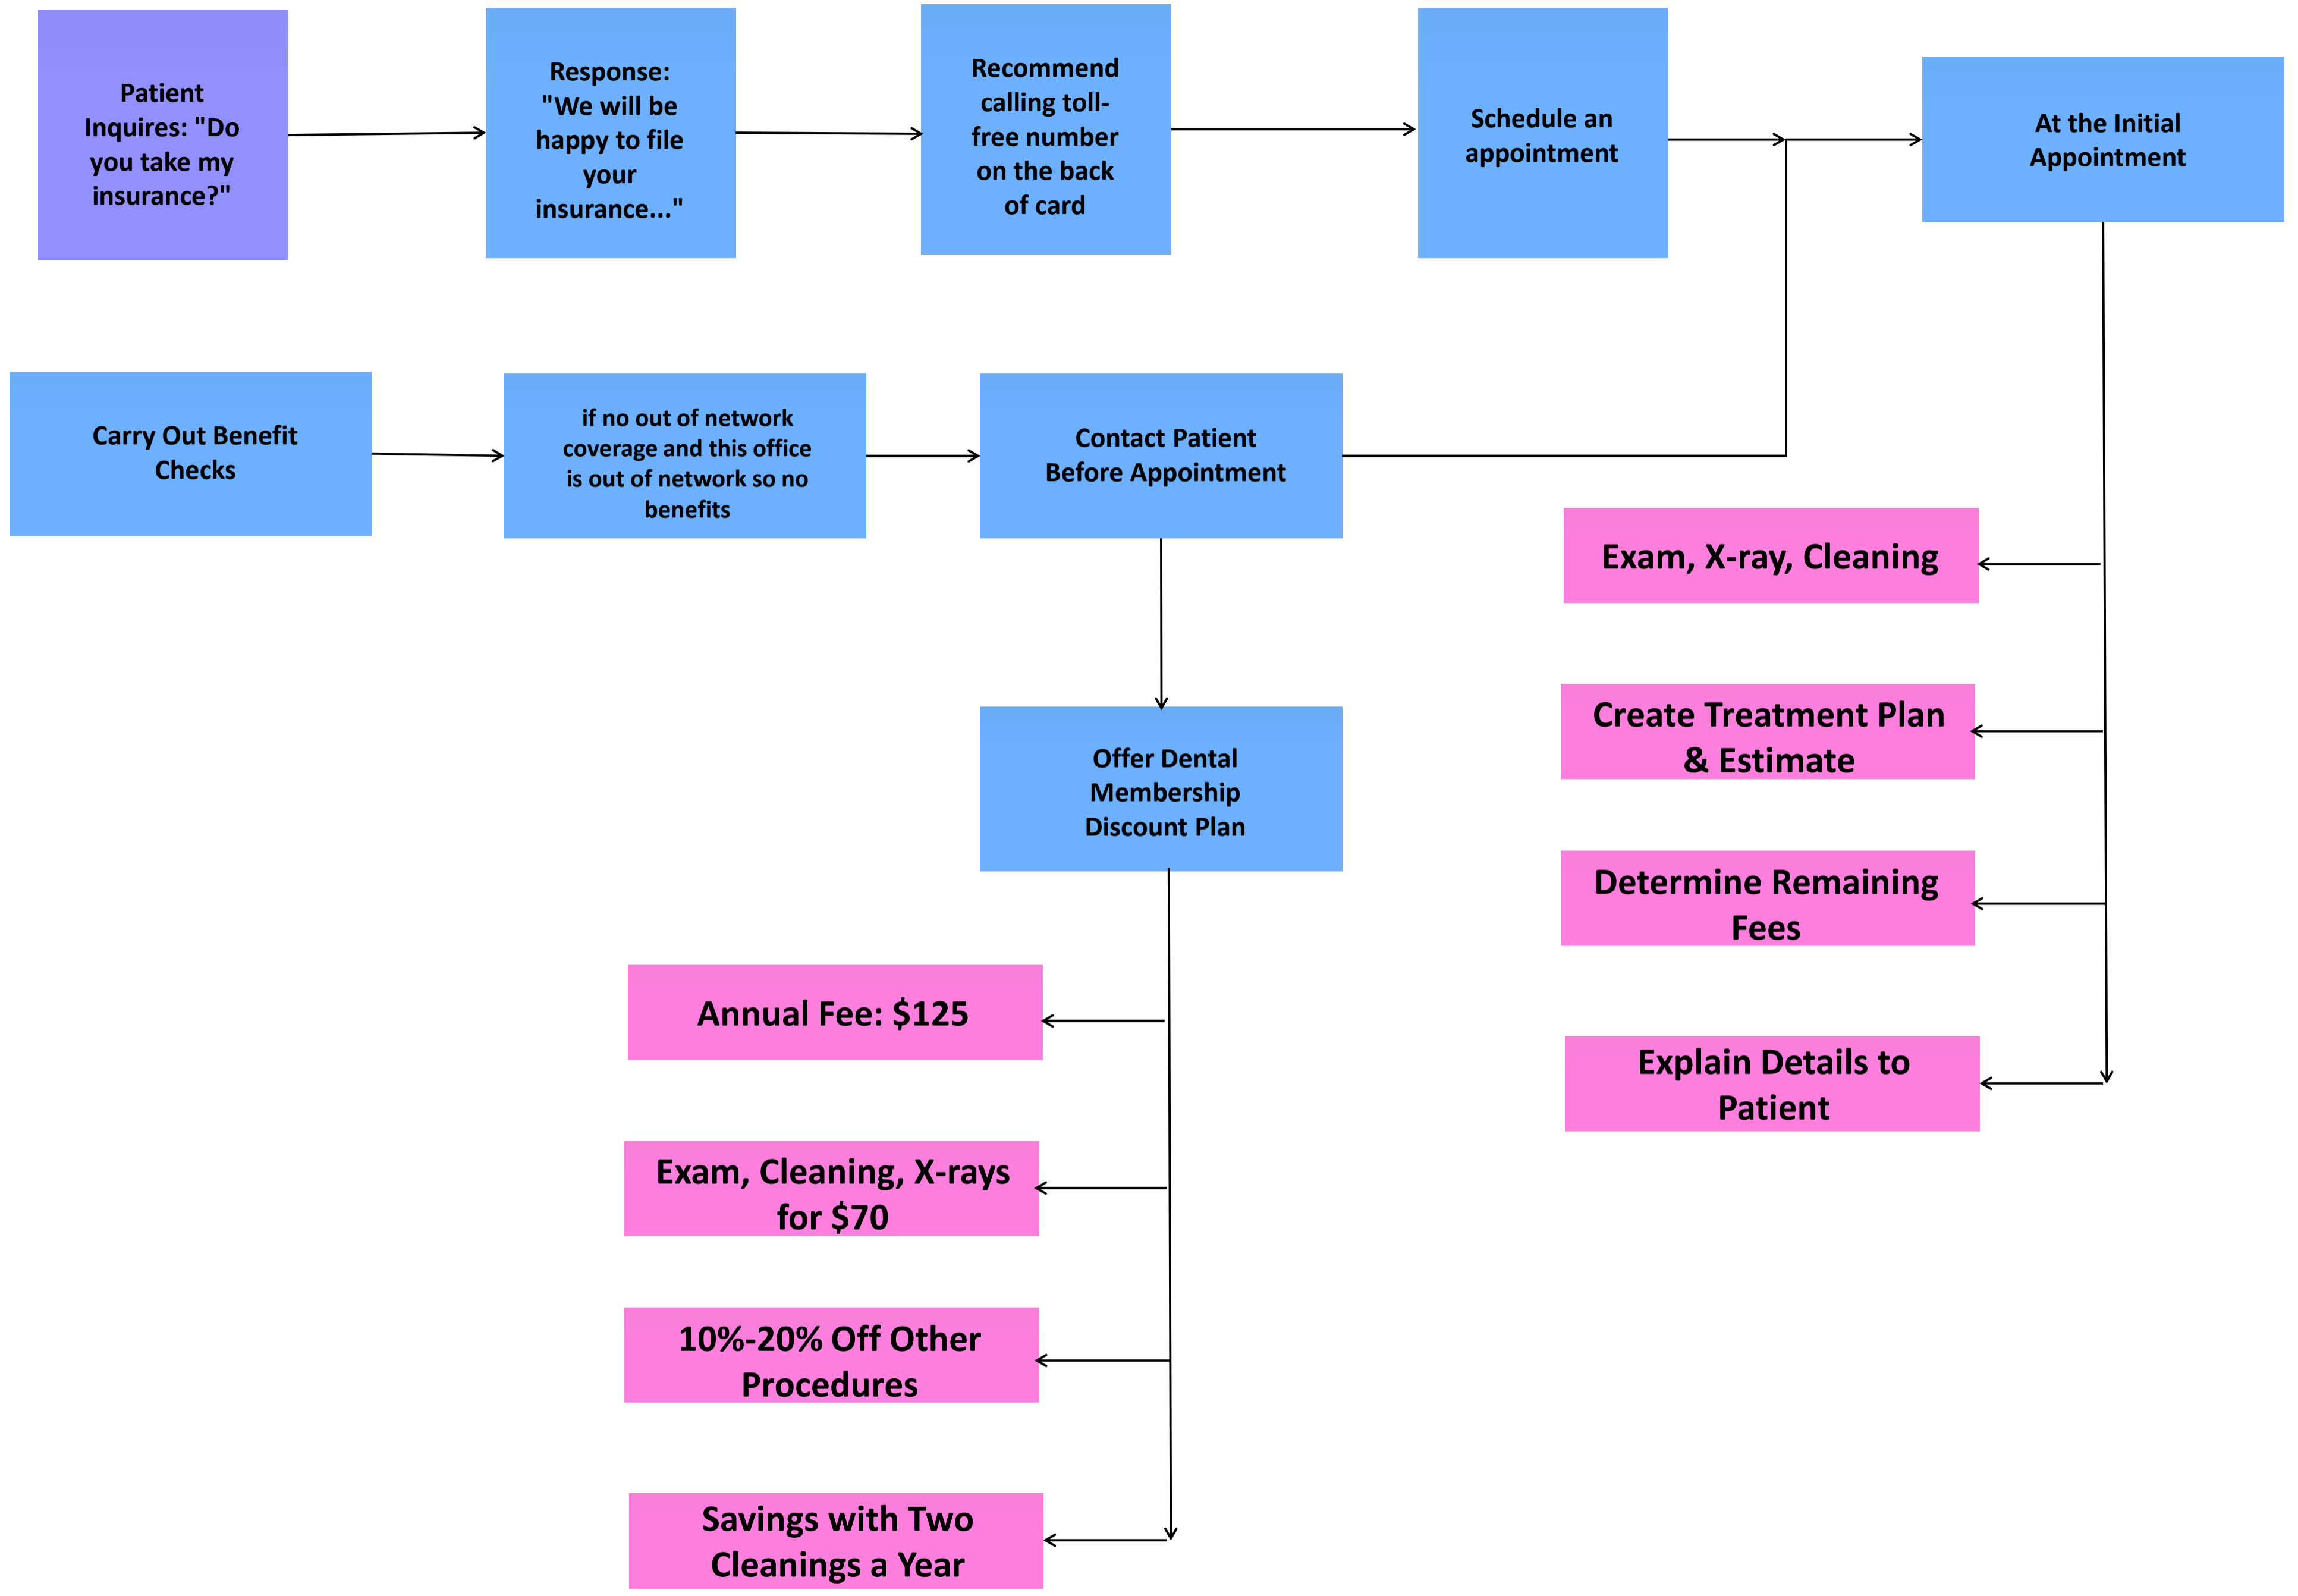 Patient
Inquires: "Do
you take my
insurance?"
Response:
"We will be
happy to file
your
insurance..."
Recommend
calling toll-
free number
on the back
of card
Schedule an
appointment
At the Initial
Appointment
Carry Out Benefit
Checks
if no out of network
coverage and this office
is out of network so no
benefits
Contact Patient
Before Appointment
Exam, X-ray, Cleaning
Create Treatment Plan
& Estimate
Determine Remaining
Fees
Explain Details to
Patient
Offer Dental
Membership
Discount Plan
Annual Fee: $125
Exam, Cleaning, X-rays
for $70
10%-20% Off Other
Procedures
Savings with Two
Cleanings a Year